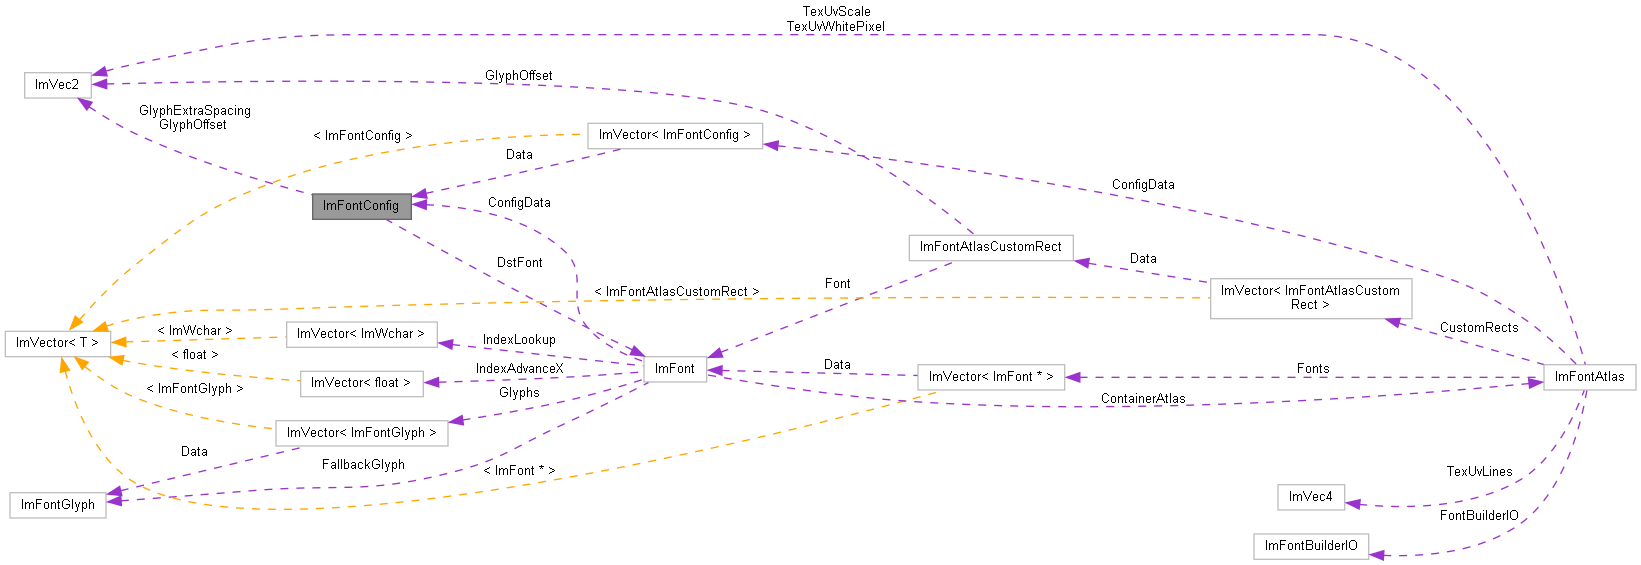 TexUvScale
TexUvWhitePixel
GlyphOffset
ImVec2
GlyphExtraSpacing
GlyphOffset
< ImFontConfig >
ImVector< ImFontConfig >
Data
ConfigData
ImFontConfig
ConfigData
ImFontAtlasCustomRect
DstFont
Data
Font
< ImFontAtlasCustomRect >
ImVector< ImFontAtlasCustom
Rect >
< ImWchar >
ImVector< ImWchar >
IndexLookup
CustomRects
ImVector< T >
< float >
ImVector< float >
IndexAdvanceX
ImFont
Data
ImVector< ImFont * >
Fonts
ImFontAtlas
< ImFontGlyph >
Glyphs
ContainerAtlas
ImVector< ImFontGlyph >
Data
FallbackGlyph
< ImFont * >
TexUvLines
ImFontGlyph
ImVec4
FontBuilderIO
ImFontBuilderIO